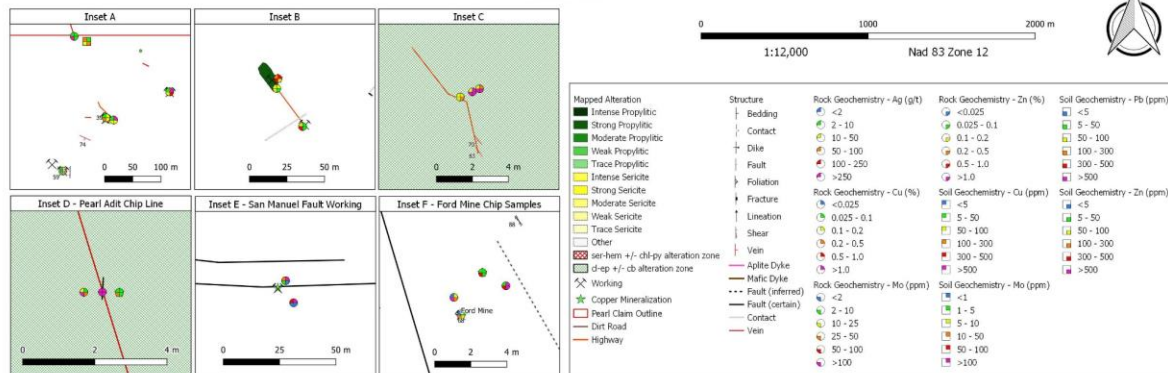 Inset A
35
74
59
0 50 100 m
Inset B
0 25 50 m
Inset C
70
83
0 2 4 m
Inset D - Pearl Adit Chip Line
0 2 4 m
Inset E - San Manuel Fault Working
0 25 50 m
Inset F - Ford Mine Chip Samples
88
Ford Mine
0 2 4 m
0 1000 2000 m
1:12,000 Nad 83 Zone 12
Mapped Alteration
Intense Propylitic
Strong Propylitic
Moderate Propylitic
Weak Propylitic
Trace Propylitic
Intense Sericite
Strong Sericite
Moderate Sericite
Weak Sericite
Trace Sericite
Other
ser-hem +/- chl-py alteration zone
cl-ep +/- cb alteration zone
Working
Copper Mineralization
Pearl Claim Outline
Dirt Road
Highway
Structure
Bedding
Contact
Dike
Fault
Foliation
Fracture
Lineation
Shear
Vein
Aplite Dyke
Mafic Dyke
Fault (inferred)
Fault (certain)
Contact
Vein
Rock Geochemistry - Ag (g/t)
<2
2 - 10
10 - 50
50 - 100
100 - 250
>250
Rock Geochemistry - Cu (%)
<0.025
0.025 - 0.1
0.1 - 0.2
0.2 - 0.5
0.5 - 1.0
>1.0
Rock Geochemistry - Mo (ppm)
<2
2 - 10
10 - 25
25 - 50
50 - 100
>100
Rock Geochemistry - Zn (%)
<0.025
0.025 - 0.1
0.1 - 0.2
0.2 - 0.5
0.5 - 1.0
>1.0
Soil Geochemistry - Cu (ppm)
<5
5 - 50
50 - 100
100 - 300
300 - 500
>500
Soil Geochemistry - Mo (ppm)
<1
1 - 5
5 - 10
10 - 50
50 - 100
>100
Soil Geochemistry - Pb (ppm)
<5
5 - 50
50 - 100
100 - 300
300 - 500
>500
Soil Geochemistry - Zn (ppm)
<5
5 - 50
50 - 100
100 - 300
300 - 500
>500